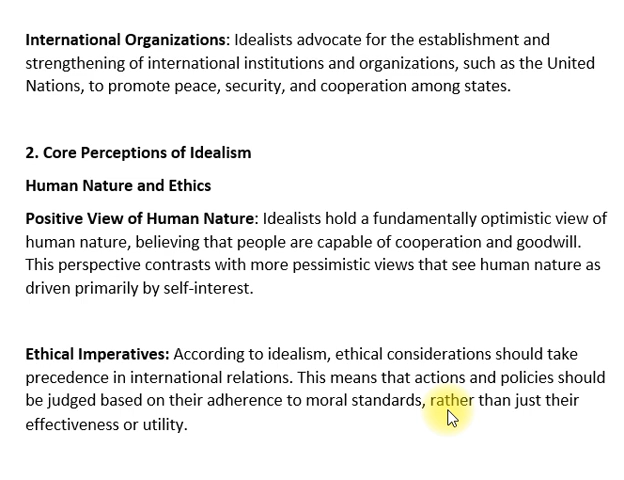 International Organizations: Idealists advocate for the establishment and
strengthening of international institutions and organizations, such as the United
Nations, to promote peace, security, and cooperation among states.
2. Core Perceptions of Idealism
Human Nature and Ethics
Positive View of Human Nature: Idealists hold a fundamentally optimistic view of
human nature, believing that people are capable of cooperation and goodwill.
This perspective contrasts with more pessimistic views that see human nature as
driven primarily by self-interest.
Ethical Imperatives: According to idealism, ethical considerations should take
precedence in international relations. This means that actions and policies should
be judged based on their adherence to moral standards, rather than just their
effectiveness or utility.